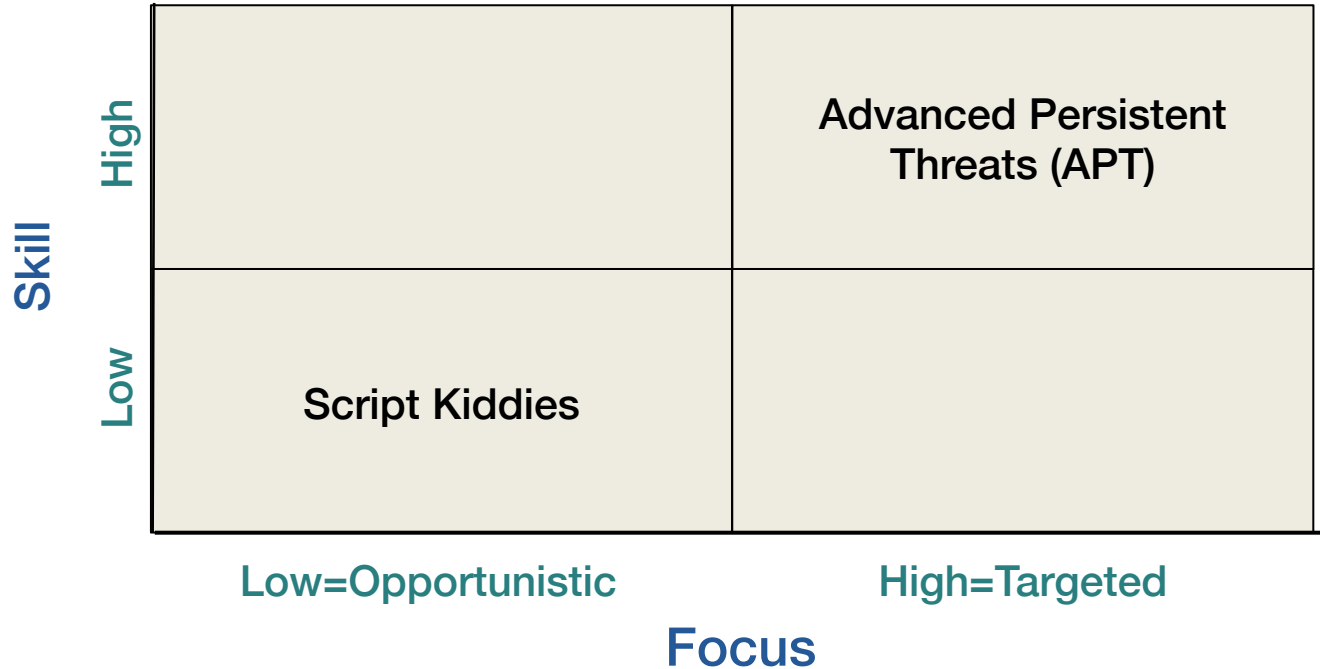 Skill
High
Advanced Persistent
Threats (APT)
Low
Script Kiddies
Low=Opportunistic
High=Targeted
Focus